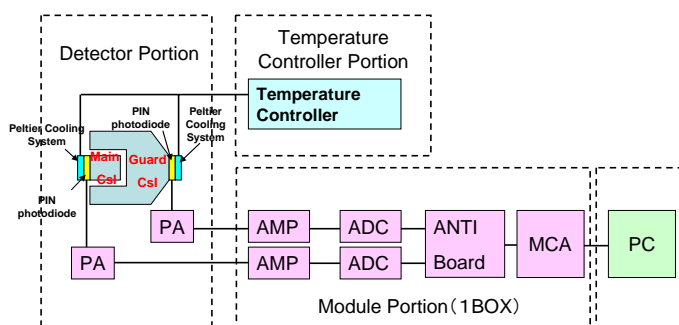 Detector Portion
Temperature
Controller Portion
Temperature
Controller
Peltier Cooling
System
PIN
photodiode
Peltier
Cooling
System
Main
CsI
Guard
CsI
PIN
photodiode
PA
AMP
ADC
ANTI
Board
MCA
PC
PA
AMP
ADC
Module Portion(1BOX)